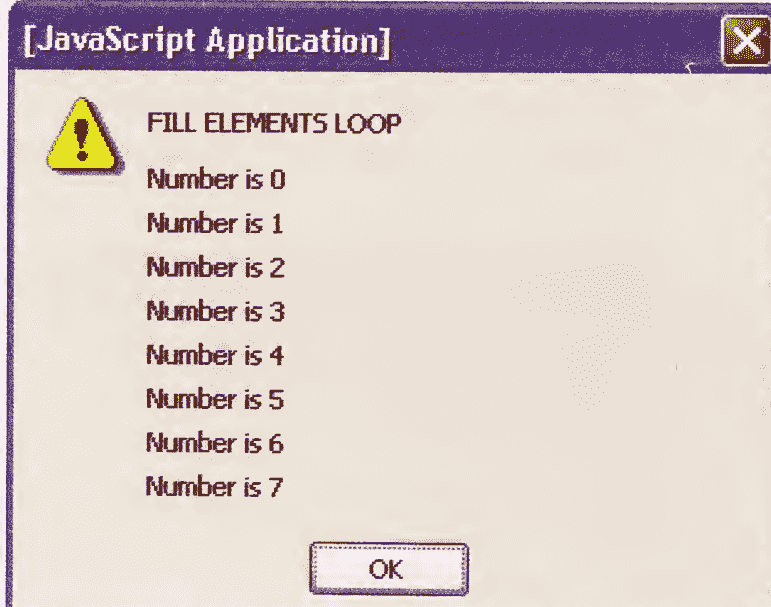 [JavaScript Application]
FILL ELEMENTS LOOP
Number is 0
Number is 1
Number is 2
Number is 3
Number is 4
Number is 5
Number is 6
Number is 7
OK